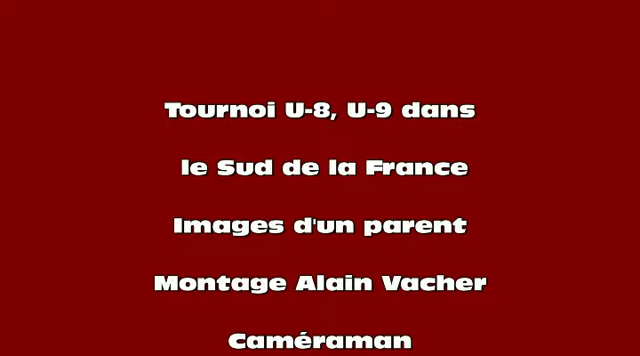 Tournoi U-8, U-9 dans
le Sud de la France
Images d'un parent
Montage Alain Vacher
Caméraman